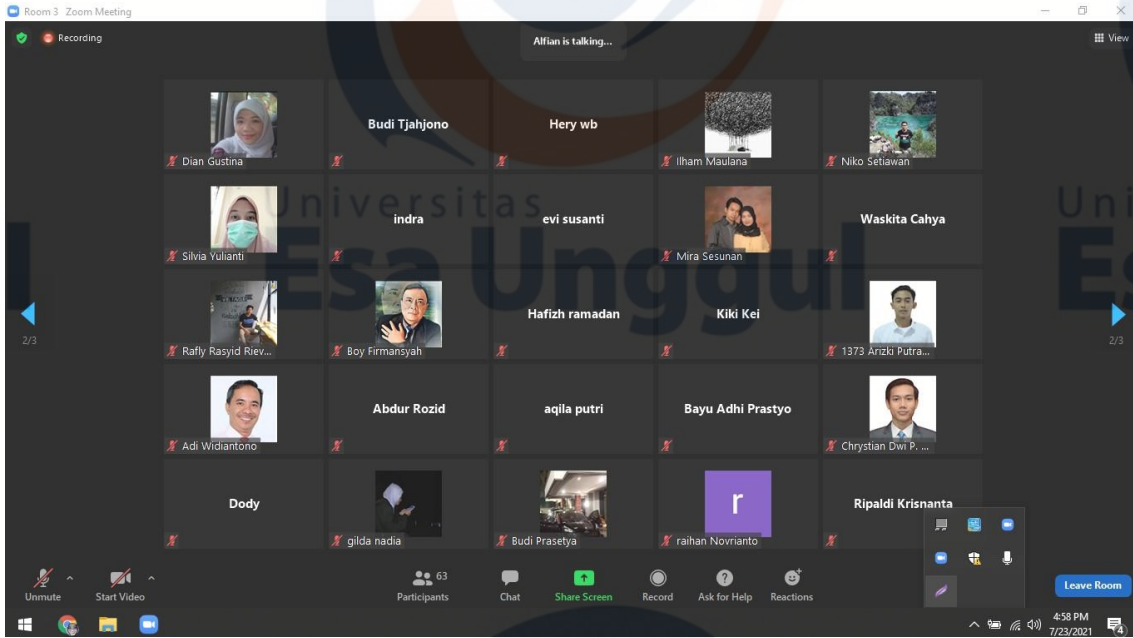 Room 3 Zoom Meeting
Recording
Alfian is talking...
View
Dian Gustina
Budi Tjahjono
Hery wb
Ilham Maulana
Niko Setiawan
Silvia Yulianti
indra
evi susanti
Mira Sesunan
Waskita Cahya
Universitas
Esa Unggul
Uni
Es
2/3
2/3
Rafly Rasyid Riev...
Boy Firmansyah
Hafizh ramadan
Kiki Kei
1373 Arizki Putra...
Adi Widiantono
Abdur Rozid
aqila putri
Bayu Adhi Prastyo
Chrystian Dwi P. ...
Dody
gilda nadia
Budi Prasetya
r
raihan Novrianto
Ripaldi Krisnanta
Unmute
Start Video
63
Participants
Chat
Share Screen
Record
Ask for Help
Reactions
Leave Room
4:58 PM
7/23/2021
4